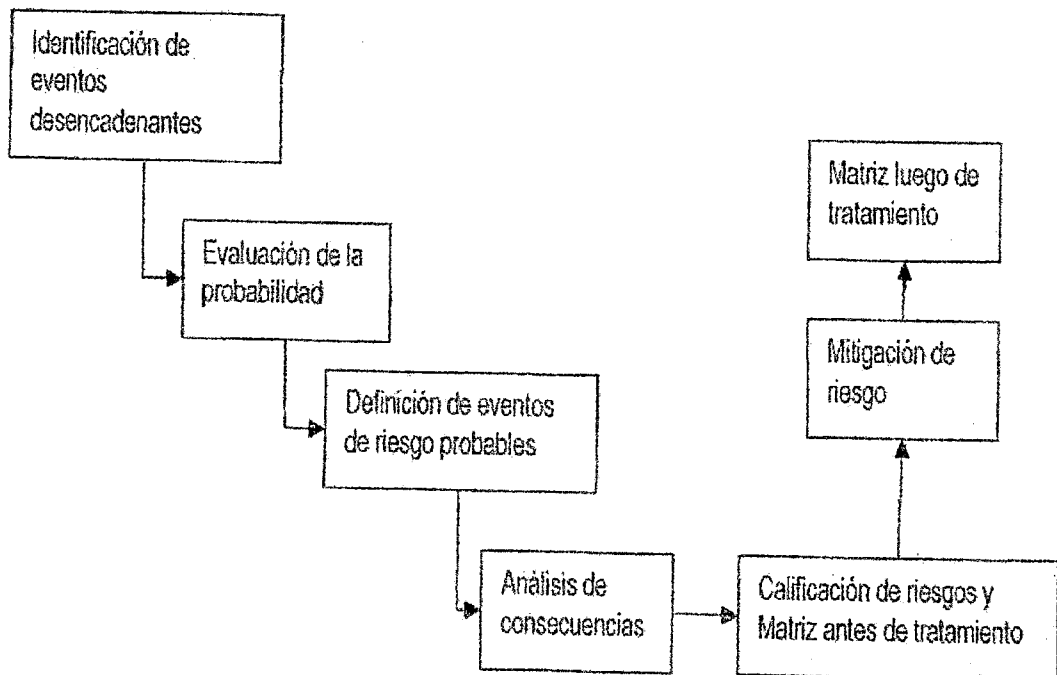 Identificación de
eventos
desencadenantes
Evaluación de la
probabilidad
Definición de eventos
de riesgo probables
Análisis de
consecuencias
Calificación de riesgos y
Matriz antes de tratamiento
Mitigación de
riesgo
Matriz luego de
tratamiento